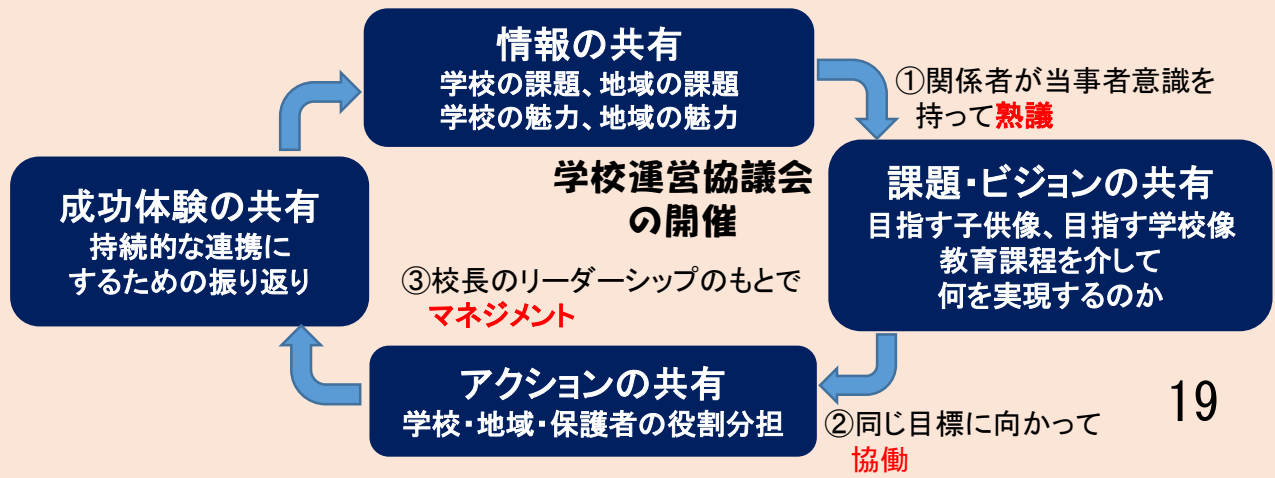 情報の共有
学校の課題、地域の課題
学校の魅力、地域の魅力
①関係者が当事者意識を
持って熟議
学校運営協議会
の開催
課題・ビジョンの共有
目指す子供像、目指す学校像
教育課程を介して
何を実現するのか
成功体験の共有
持続的な連携に
するための振り返り
③校長のリーダーシップのもとで
マネジメント
アクションの共有
学校・地域・保護者の役割分担
②同じ目標に向かって
協働
19